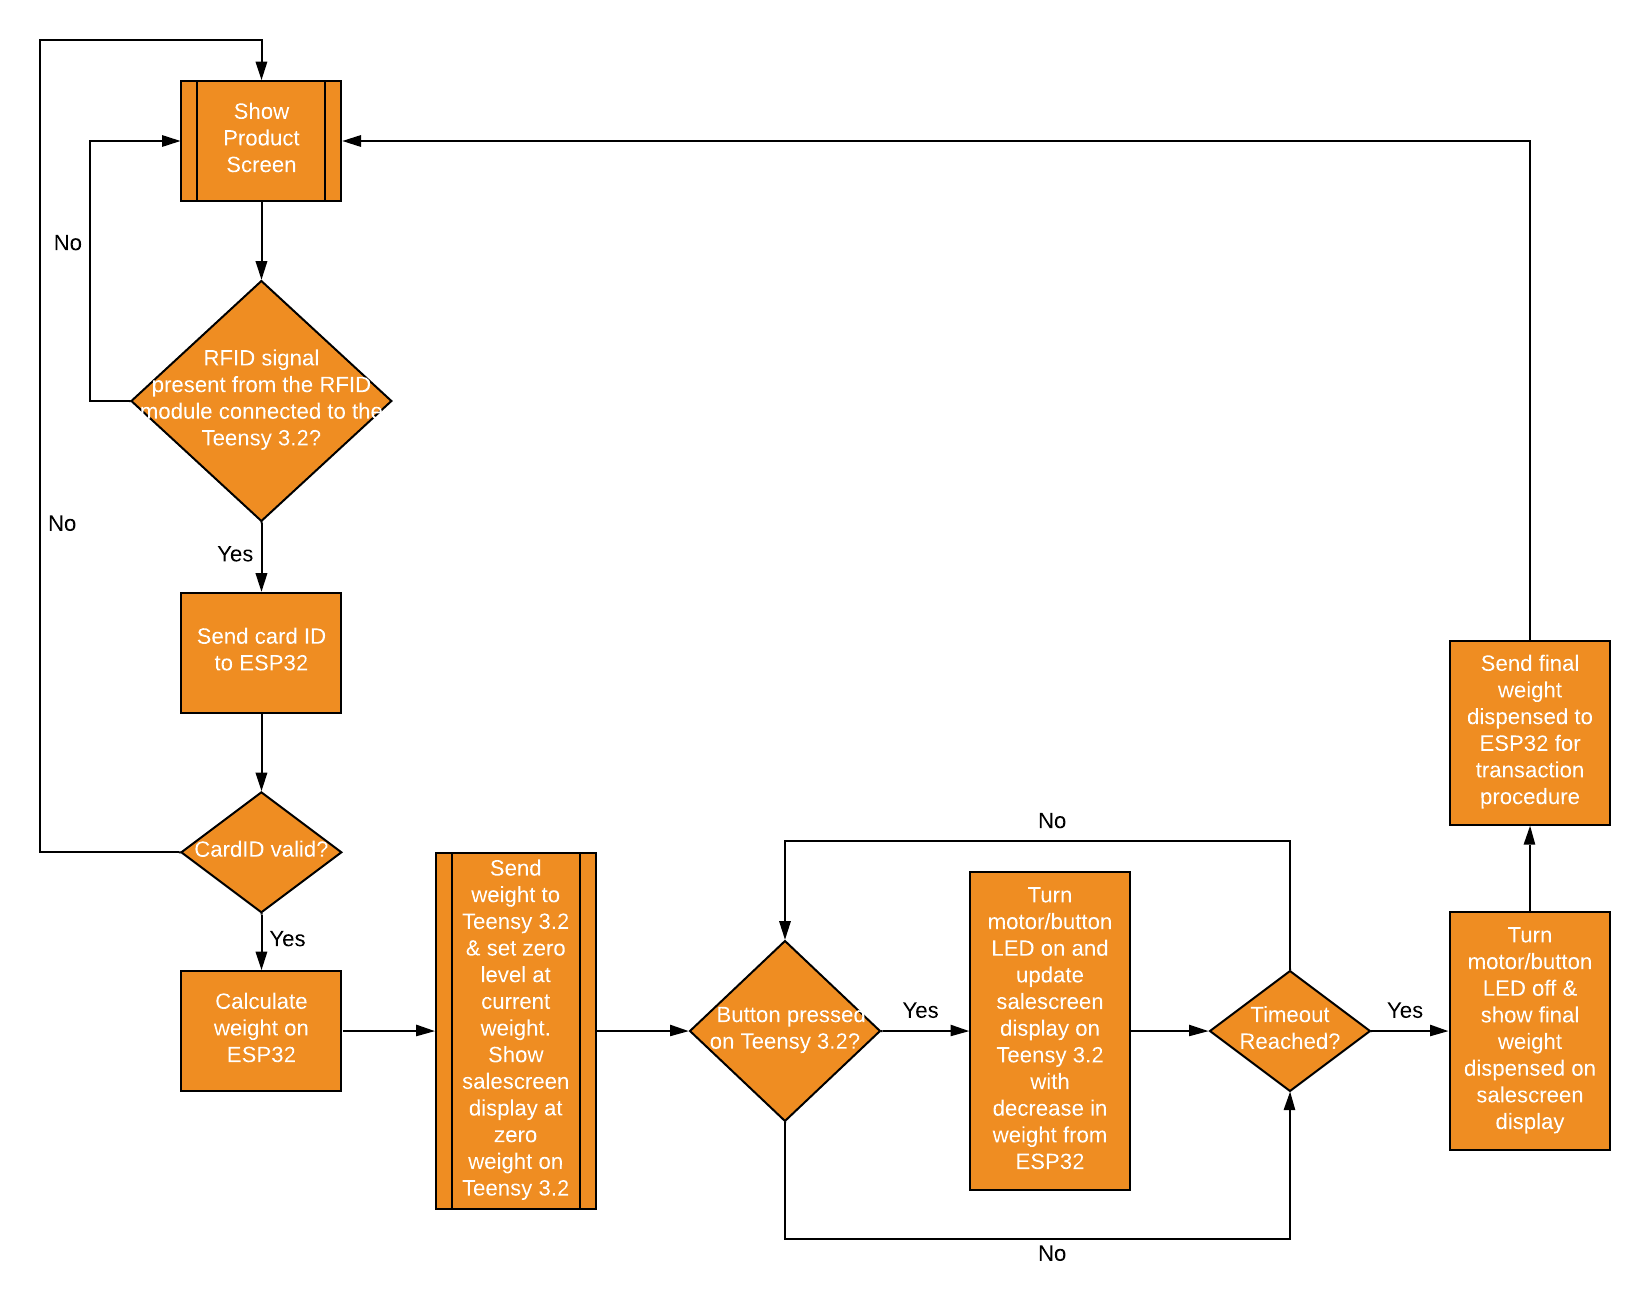 Show
Product
Screen
No
RFID signal
present from the RFID
module connected to the
Teensy 3.2?
No
Yes
Send card ID
to ESP32
CardID valid?
Yes
Calculate
weight on
ESP32
Send
weight to
Teensy 3.2
& set zero
level at
current
weight.
Show
salescreen
display at
zero
weight on
Teensy 3.2
Button pressed
on Teensy 3.2?
Yes
No
Turn
motor/button
LED on and
update
salescreen
display on
Teensy 3.2
with
decrease in
weight from
ESP32
No
Timeout
Reached?
Yes
Turn
motor/button
LED off &
show final
weight
dispensed on
salescreen
display
Send final
weight
dispensed to
ESP32 for
transaction
procedure